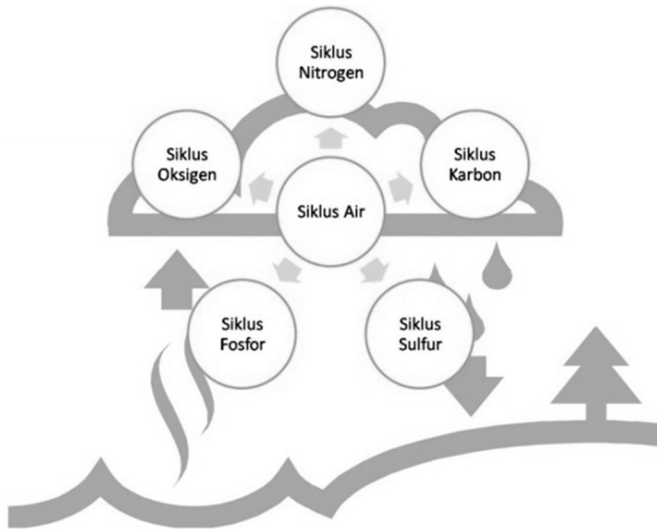 Siklus
Nitrogen
Siklus
Oksigen
Siklus
Karbon
Siklus Air
Siklus
Fosfor
Siklus
Sulfur